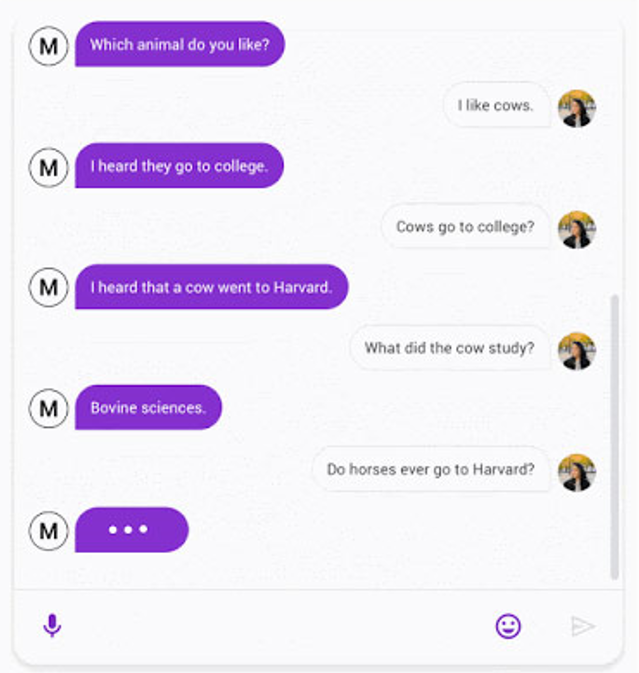 M Which animal do you like?
I like cows.
M I heard they go to college.
Cows go to college?
M I heard that a cow went to Harvard.
What did the cow study?
M Bovine sciences.
Do horses ever go to Harvard?
M